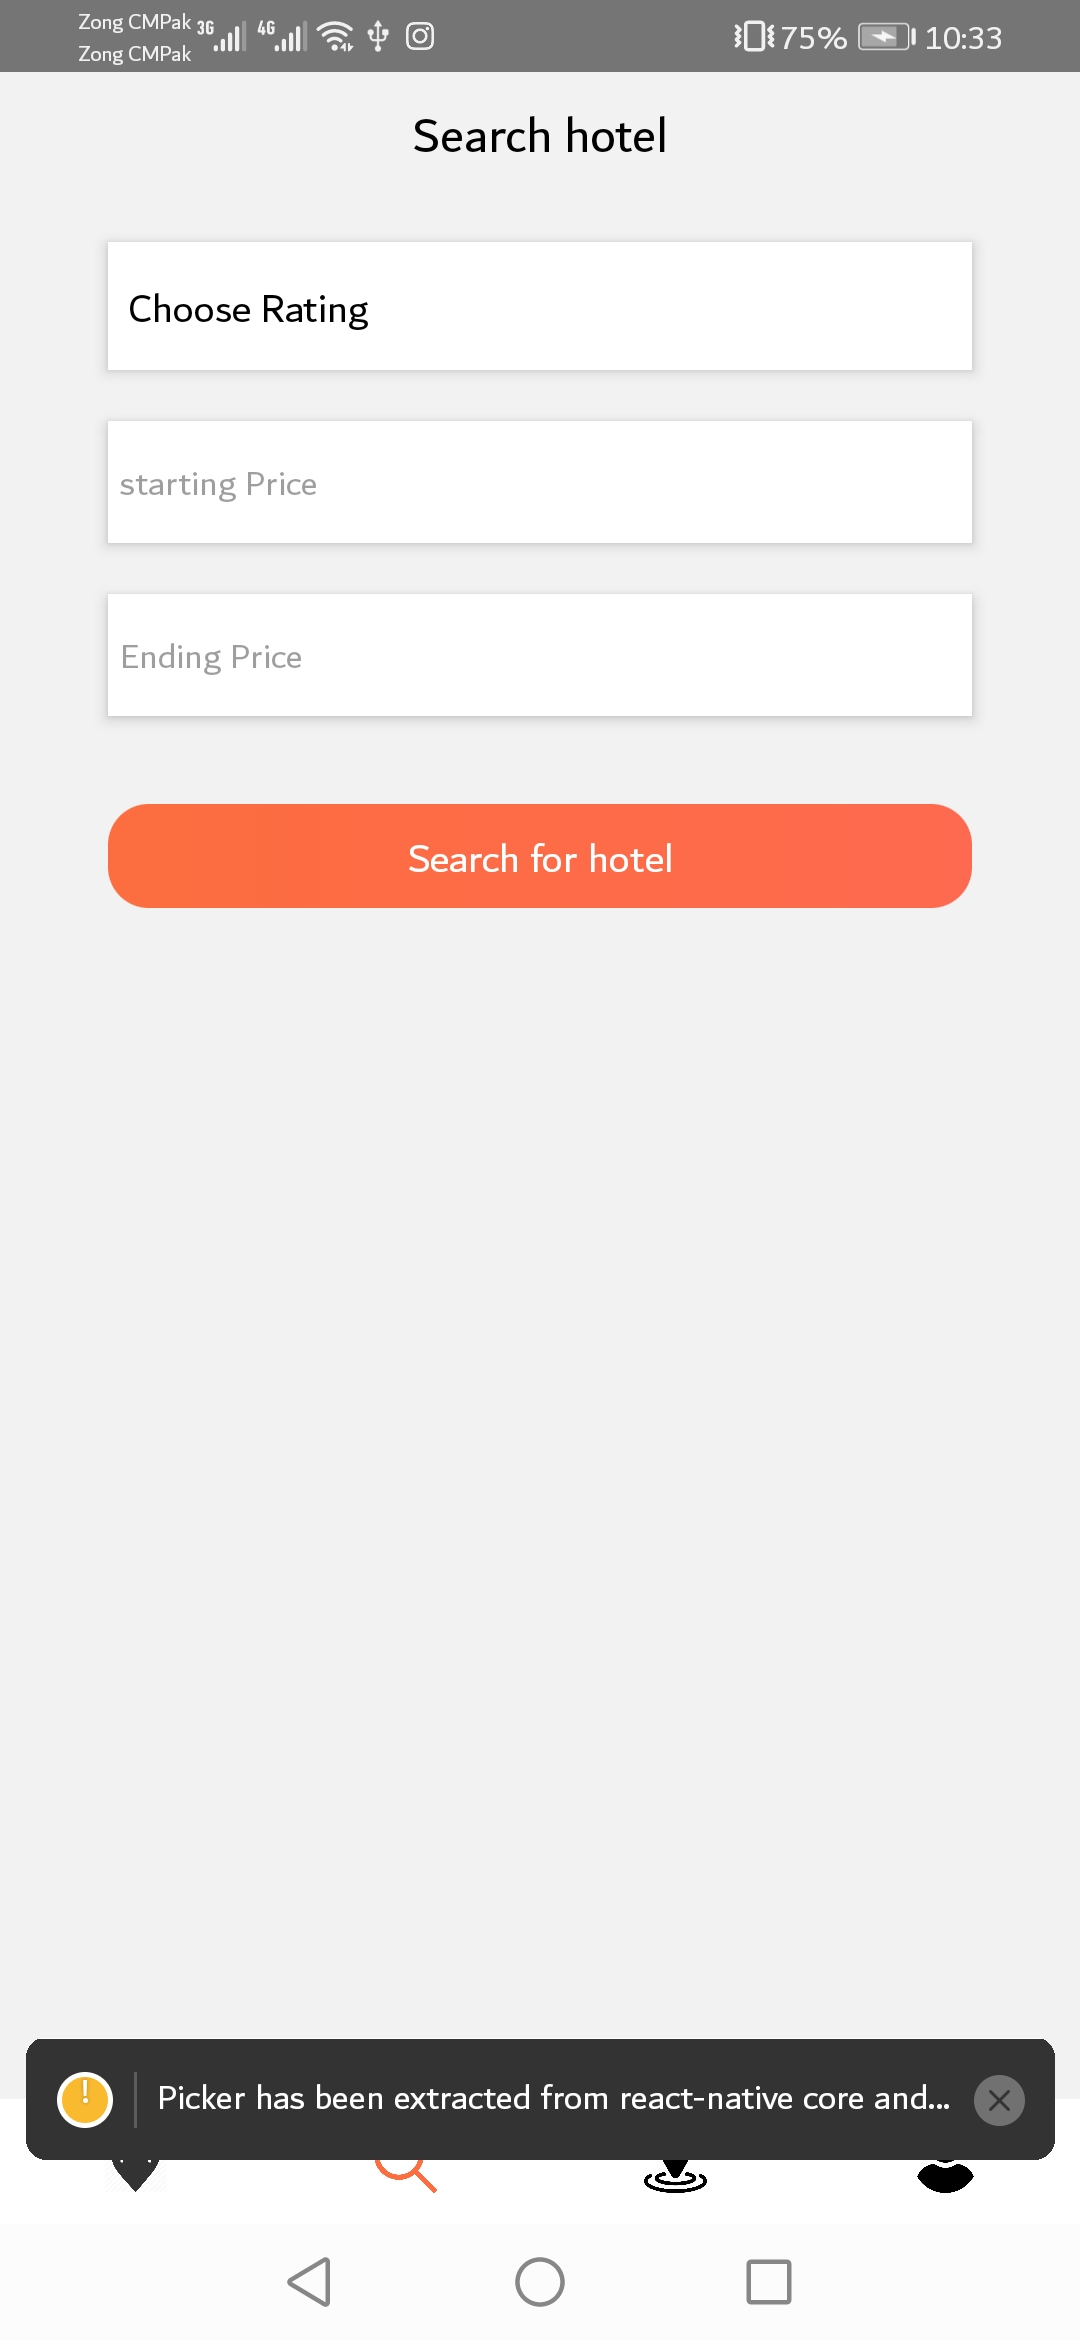 Zong CMPak 3G 4G 75% 10:33
Zong CMPak
Search hotel
Choose Rating
starting Price
Ending Price
Search for hotel
Picker has been extracted from react-native core and...